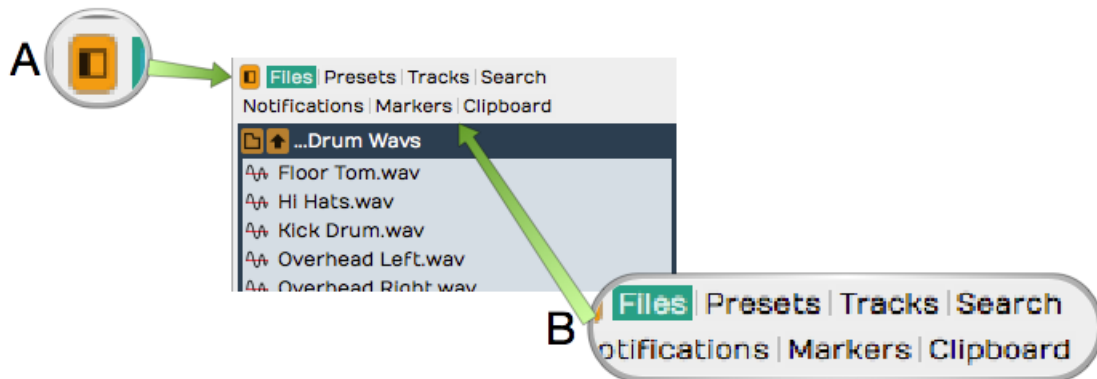 A
Files Presets Tracks Search
Notifications Markers Clipboard
...Drum Wavs
Floor Tom.wav
Hi Hats.wav
Kick Drum.wav
Overhead Left.wav
Overhead Right.wav
B
Files Presets Tracks Search
otifications Markers Clipboard